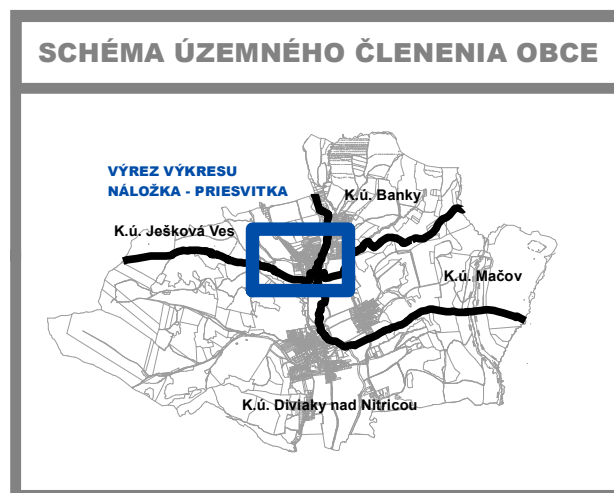 SCHÉMA ÚZEMNÉHO ČLENENIA OBCE
VÝREZ VÝKRESU
NÁLOŽKA - PRIESVITKA
K.ú. Banky
K.ú. Ješková Ves
K.ú. Mačov
K.ú. Diviaky nad Nitricou